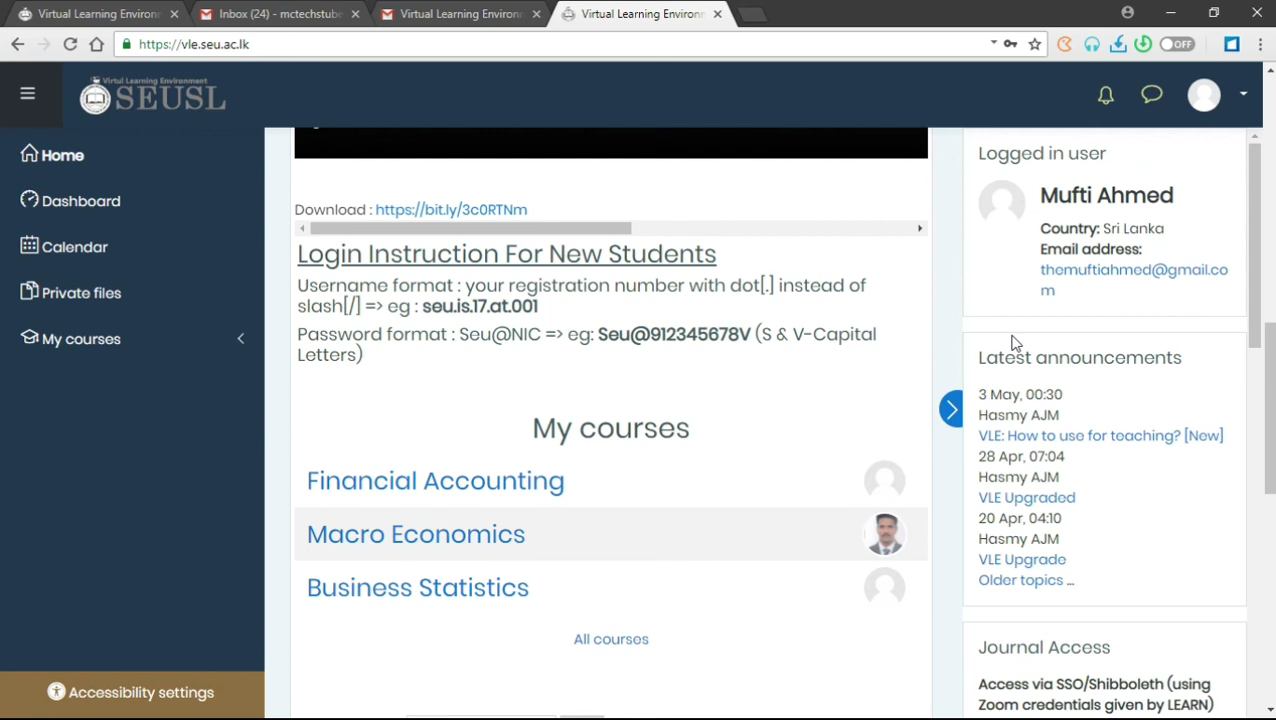 Virtual Learning Environ
Inbox (24) - mctechstube
Virtual Learning Environ
Virtual Learning Environ
https://vle.seu.ac.lk
OFF
Virtul Learning Environment
SEUSL
Home
Dashboard
Calendar
Private files
My courses
Accessibility settings
Download : https://bit.ly/3c0RTNm
Login Instruction For New Students
Username format : your registration number with dot[.] instead of
slash[/] => eg : seu.is.17.at.001
Password format : Seu@NIC => eg: Seu@912345678V (S & V-Capital
Letters)
My courses
Financial Accounting
Macro Economics
Business Statistics
All courses
Logged in user
Mufti Ahmed
Country: Sri Lanka
Email address:
themuftiahmed@gmail.co
m
Latest announcements
3 May, 00:30
Hasmy AJM
VLE: How to use for teaching? [New]
28 Apr, 07:04
Hasmy AJM
VLE Upgraded
20 Apr, 04:10
Hasmy AJM
VLE Upgrade
Older topics ...
Journal Access
Access via SSO/Shibboleth (using
Zoom credentials given by LEARN)